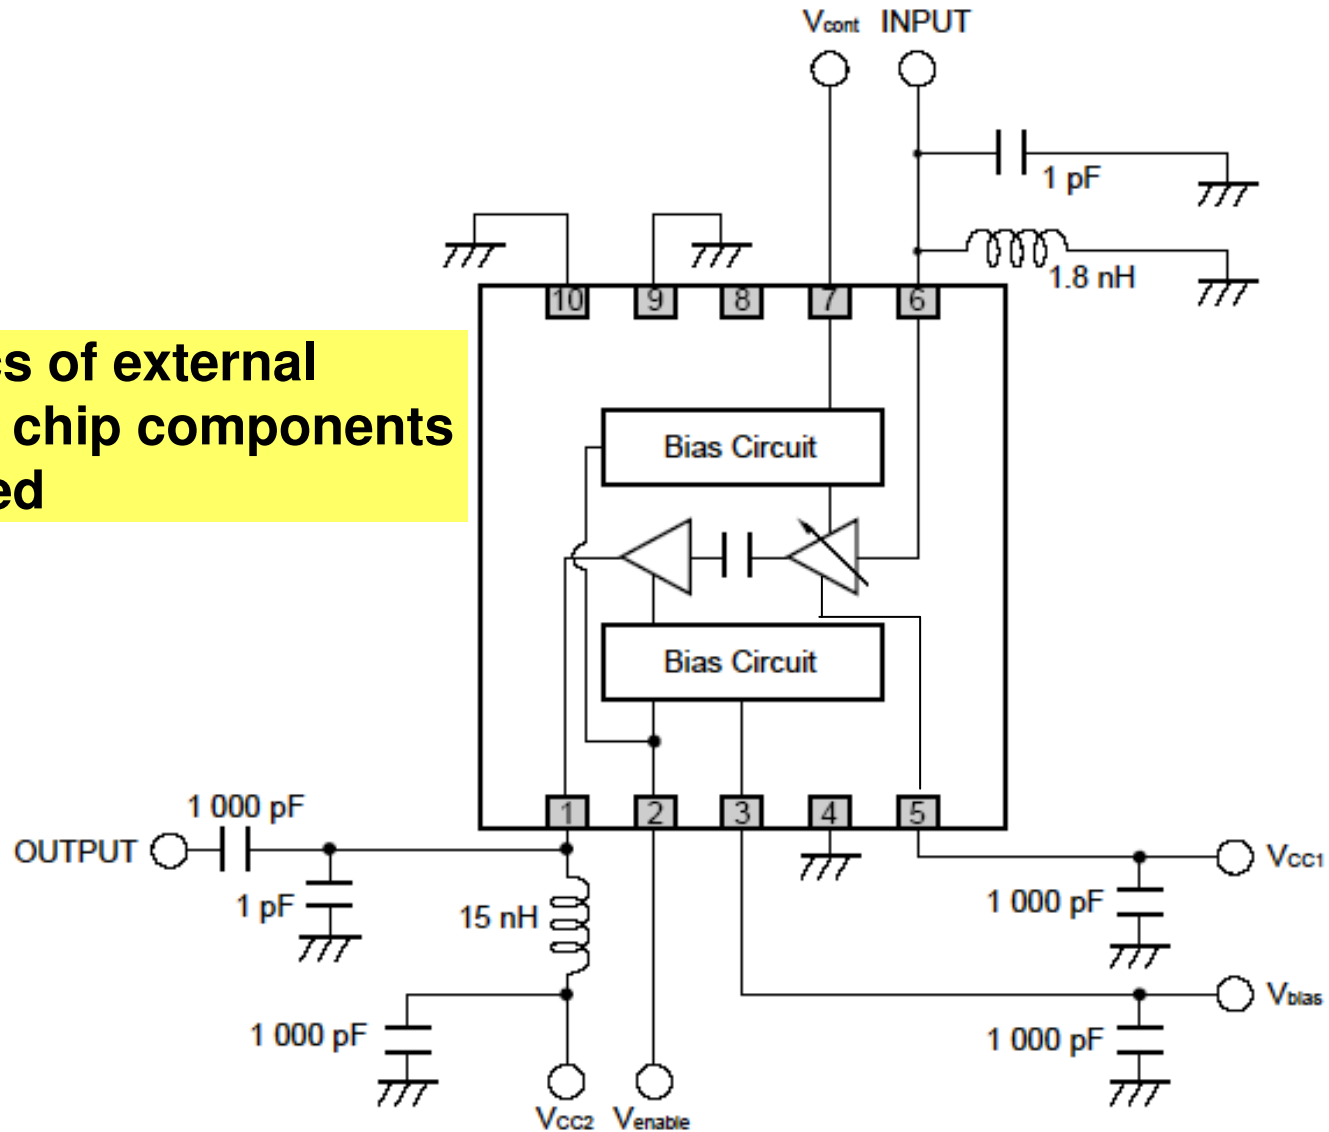 Vcont INPUT
1 pF
1.8 nH
10 9 8 7 6
cs of external
chip components
ed
Bias Circuit
Bias Circuit
1 2 3 4 5
1 000 pF
OUTPUT
1 pF
15 nH
VCC1
1 000 pF
Vbias
1 000 pF
1 000 pF
VCC2 Venable